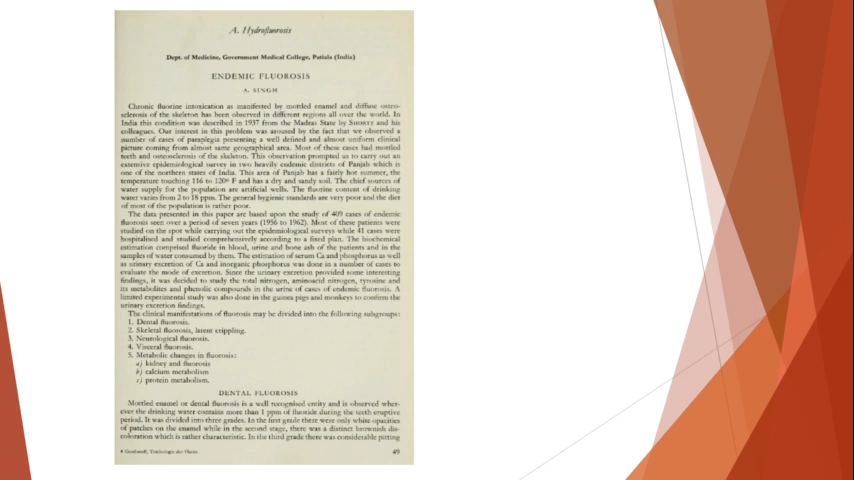 A. Hydrofluorosis
Dept. of Medicine, Government Medical College, Patiala (India)
ENDEMIC FLUOROSIS
A. SINGH
Chronic fluorine intoxication as manifested by mottled enamel and diffuse osteo-
sclerosis of the skeleton has been observed in different regions all over the world. In
India this condition was described in 1937 from the Madras State by SHORTT and his
colleagues. Our interest in this problem was aroused by the fact that we observed a
number of cases of paraplegia presenting a well defined and almost uniform clinical
picture coming from almost same geographical area. Most of these cases had mottled
teeth and osteosclerosis of the skeleton. This observation prompted us to carry out an
extensive epidemiological survey in two heavily endemic districts of Panjab which is
one of the northern states of India. This area of Panjab has a fairly hot summer, the
temperature touching 116 to 120° F and has a dry and sandy soil. The chief sources of
water supply for the population are artificial wells. The fluorine content of drinking
water varies from 2 to 18 ppm. The general hygienic standards are very poor and the diet
of most of the population is rather poor.
The data presented in this paper are based upon the study of 409 cases of endemic
fluorosis seen over a period of seven years (1956 to 1962). Most of these patients were
studied on the spot while carrying out the epidemiological surveys while 41 cases were
hospitalised and studied comprehensively according to a fixed plan. The biochemical
estimation comprised fluoride in blood, urine and bone ash of the patients and in the
samples of water consumed by them. The estimation of serum Ca and phosphorus as well
as urinary excretion of Ca and inorganic phosphorus was done in a number of cases to
evaluate the mode of excretion. Since the urinary excretion provided some interesting
findings, it was decided to study the total nitrogen, aminoacid nitrogen, tyrosine and
its metabolites and phenolic compounds in the urine of cases of endemic fluorosis. A
limited experimental study was also done in the guinea pigs and monkeys to confirm the
urinary excretion findings.
The clinical manifestations of fluorosis may be divided into the following subgroups:
1. Dental fluorosis.
2. Skeletal fluorosis, latent crippling.
3. Neurological fluorosis.
4. Visceral fluorosis.
5. Metabolic changes in fluorosis:
a) kidney and fluorosis
b) calcium metabolism
c) protein metabolism.
DENTAL FLUOROSIS
Mottled enamel or dental fluorosis is a well recognised entity and is observed wher-
ever the drinking water contains more than 1 ppm of fluoride during the teeth eruptive
period. It was divided into three grades. In the first grade there were only white opacities
of patches on the enamel while in the second stage, there was a distinct brownish dis-
coloration which is rather characteristic. In the third grade there was considerable pitting
4 Gordonoff, Toxikologie des Fluors
49